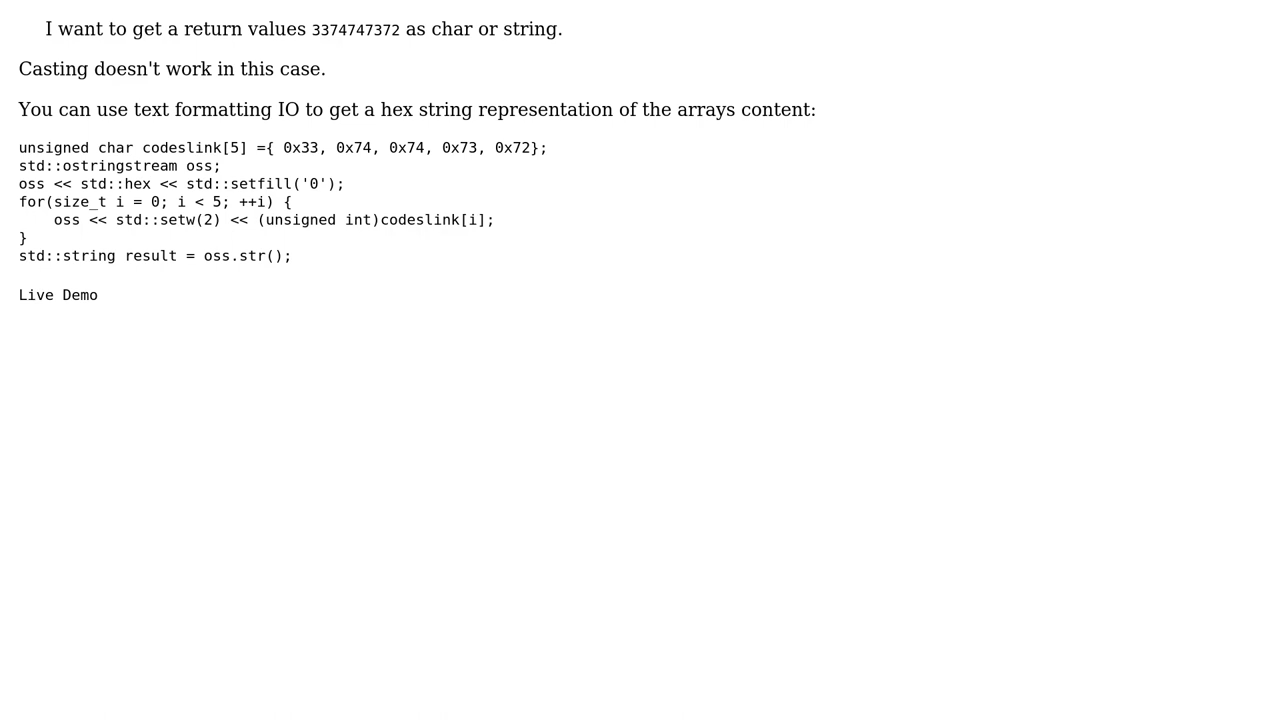 I want to get a return values 3374747372 as char or string.
Casting doesn't work in this case.
You can use text formatting IO to get a hex string representation of the arrays content:
unsigned char codeslink[5] ={ 0x33, 0x74, 0x74, 0x73, 0x72};
std::ostringstream oss;
oss << std::hex << std::setfill('0');
for(size_t i = 0; i < 5; ++i) {
    oss << std::setw(2) << (unsigned int)codeslink[i];
}
std::string result = oss.str();
Live Demo